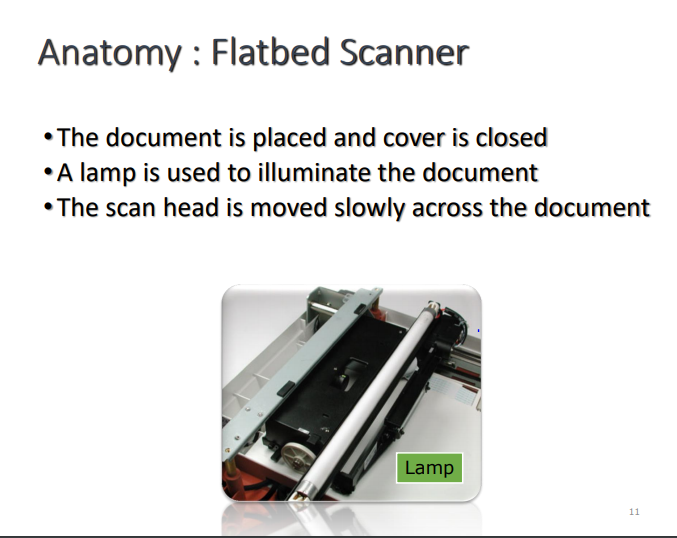 Anatomy : Flatbed Scanner
•The document is placed and cover is closed
•A lamp is used to illuminate the document
•The scan head is moved slowly across the document
Lamp
11